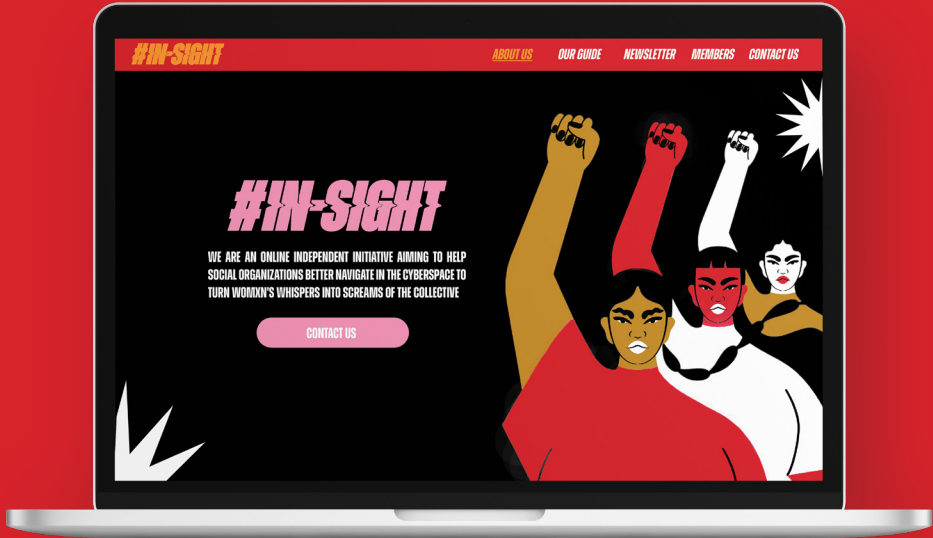 #IN-SIGHT
ABOUT US
OUR GUIDE
NEWSLETTER
MEMBERS
CONTACT US
#IN-SIGHT
WE ARE AN ONLINE INDEPENDENT INITIATIVE AIMING TO HELP
SOCIAL ORGANIZATIONS BETTER NAVIGATE IN THE CYBERSPACE TO
TURN WOMXN'S WHISPERS INTO SCREAMS OF THE COLLECTIVE
CONTACT US